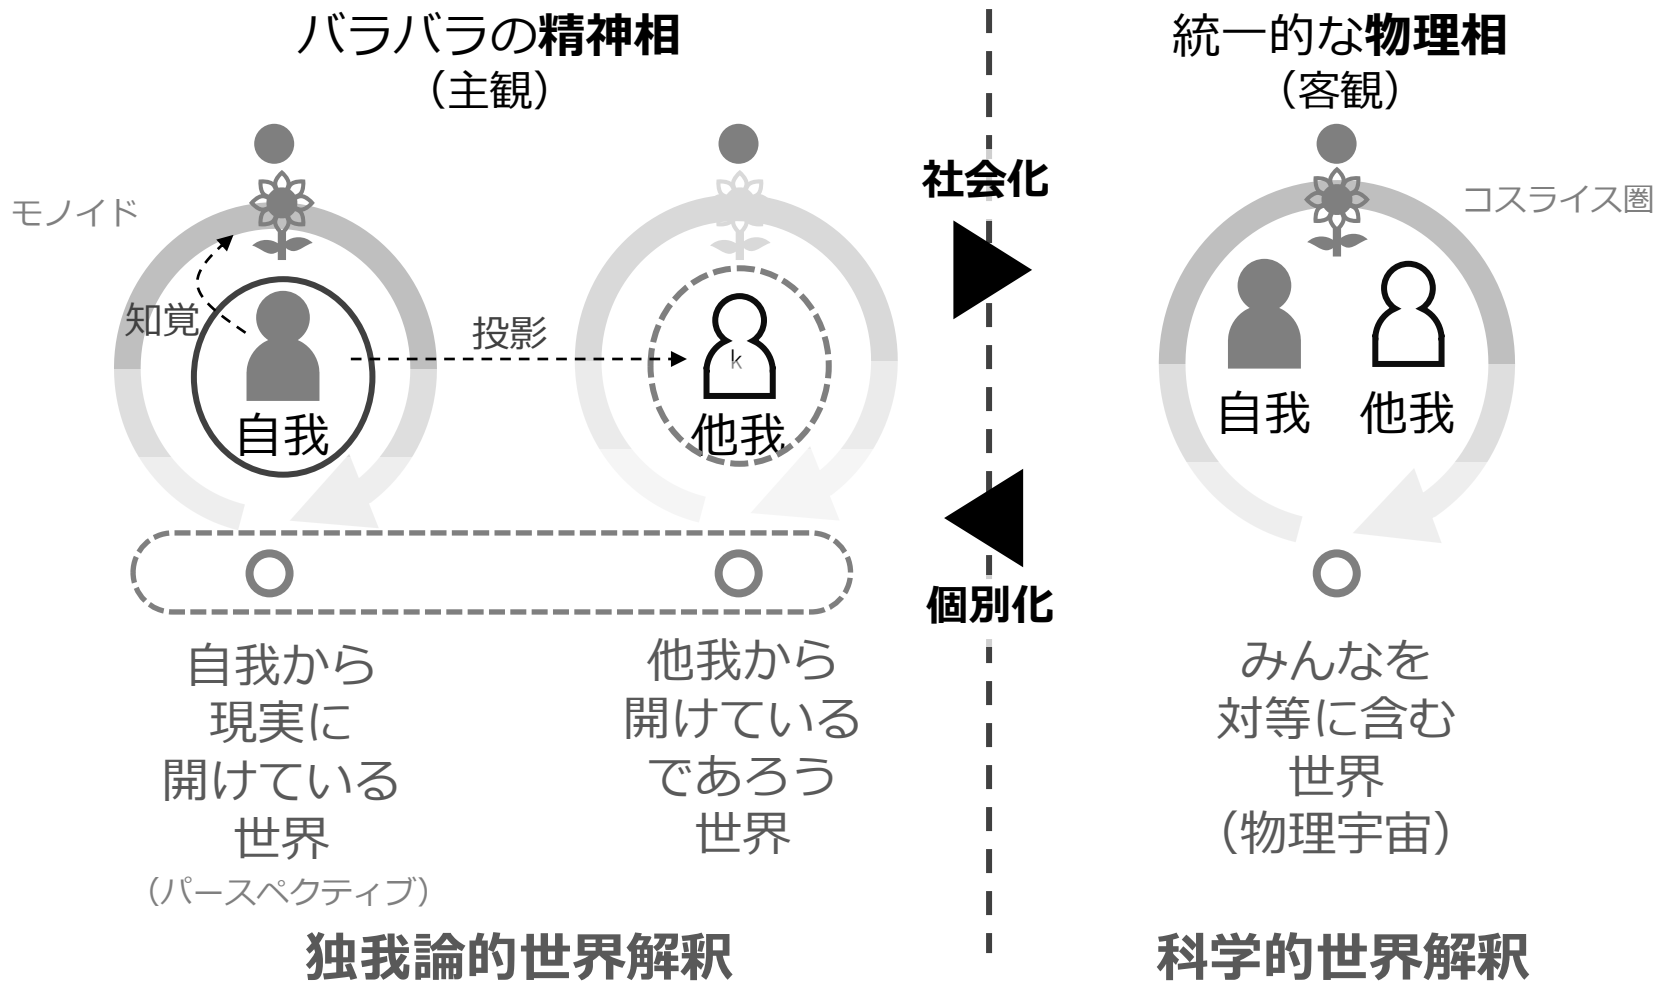 バラバラの精神相
（主観）
モノイド
知覚
自我
投影
k
他我
自我から
現実に
開けている
世界
（パースペクティブ）
他我から
開けている
であろう
世界
独我論的世界解釈
社会化
個別化
統一的な物理相
（客観）
コスライス圏
自我
他我
みんなを
対等に含む
世界
（物理宇宙）
科学的世界解釈